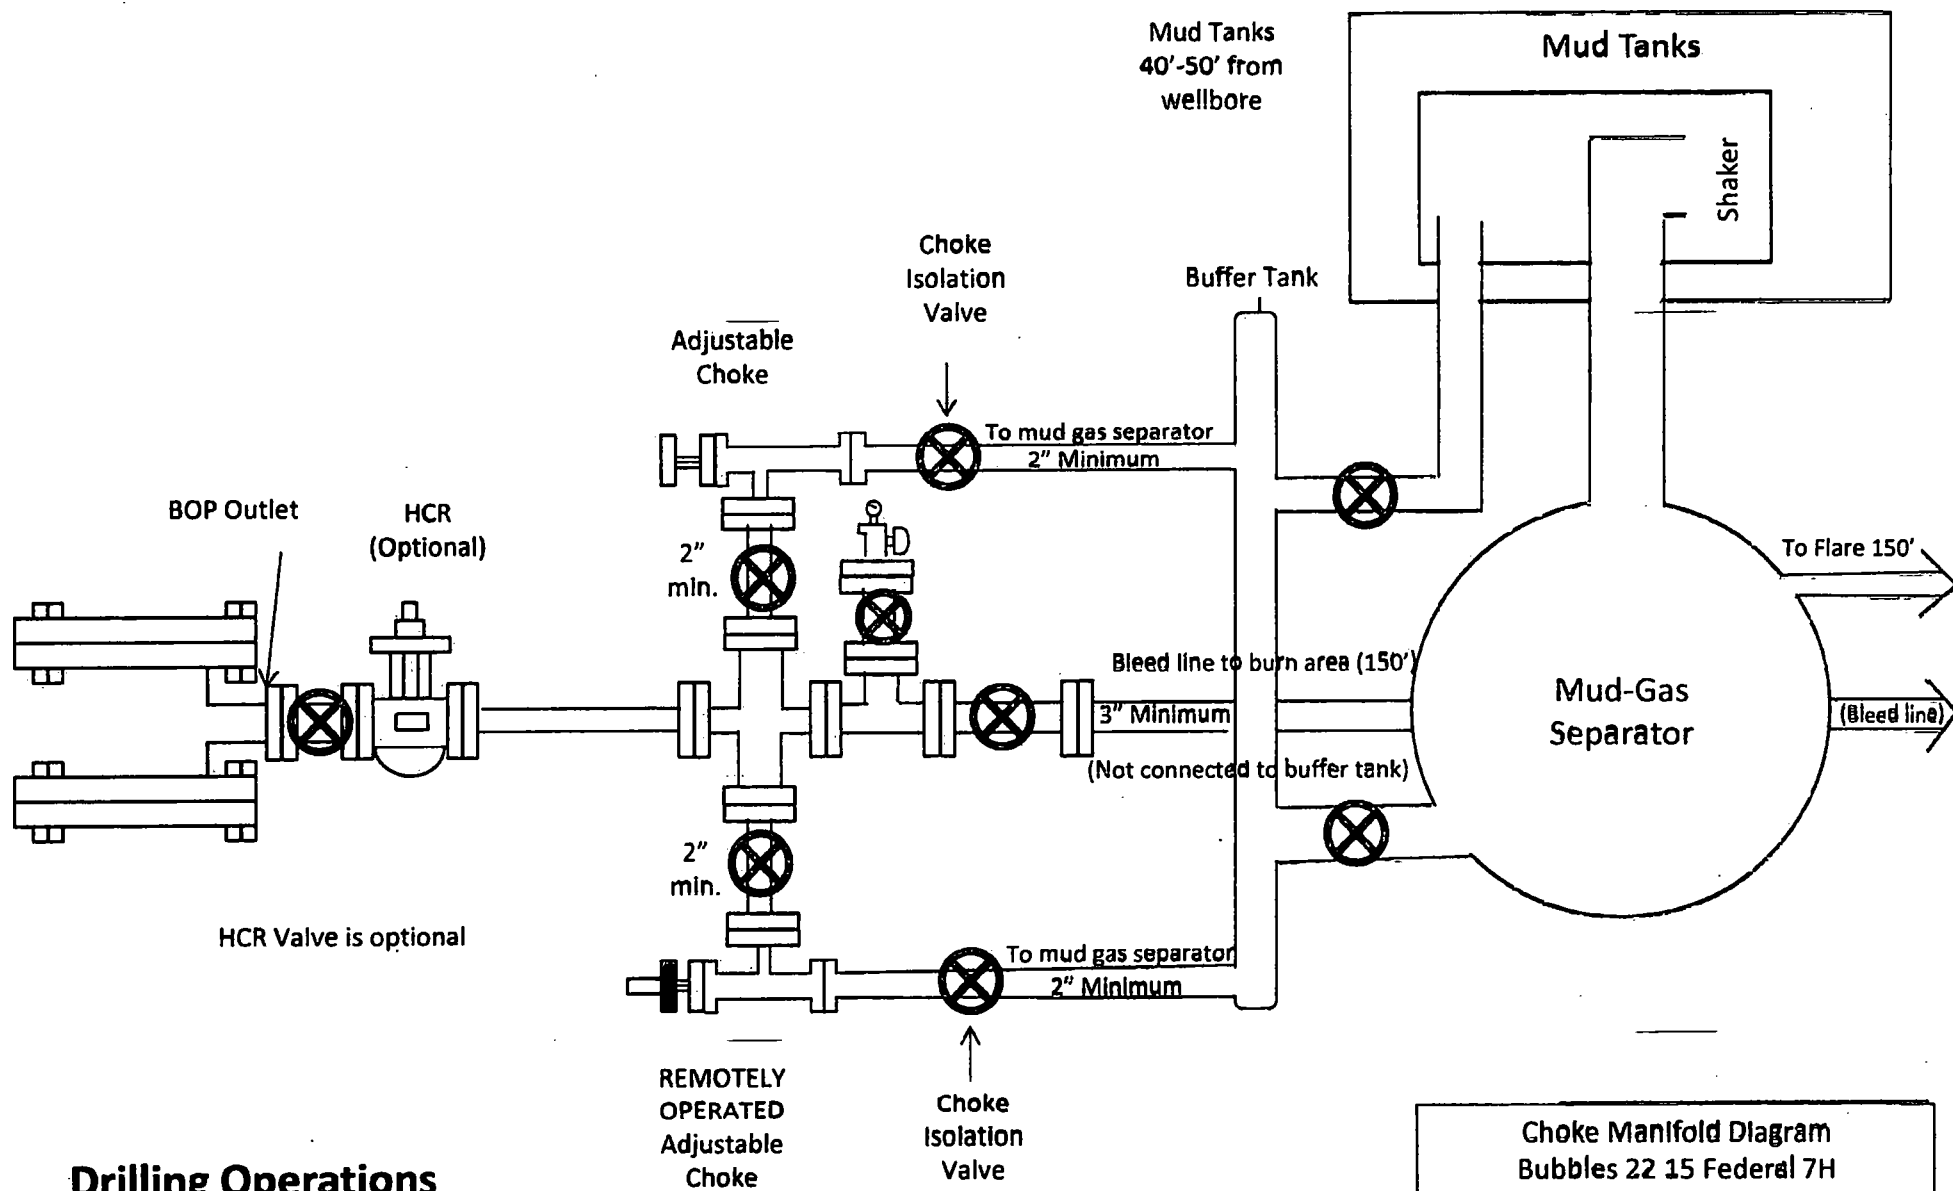 Mud Tanks
40'-50' from
wellbore
Mud Tanks
Shaker
Choke
Isolation
Valve
Buffer Tank
Adjustable
Choke
To mud gas separator
2" Minimum
BOP Outlet
HCR
(Optional)
2"
min.
To Flare 150'
Bleed line to burn area (150')
3" Minimum
(Not connected to buffer tank)
Mud-Gas
Separator
(Bleed line)
2"
min.
HCR Valve is optional
To mud gas separator
2" Minimum
REMOTELY
OPERATED
Adjustable
Choke
Choke
Isolation
Valve
Drilling Operations
Choke Manifold Diagram
Bubbles 22 15 Federal 7H